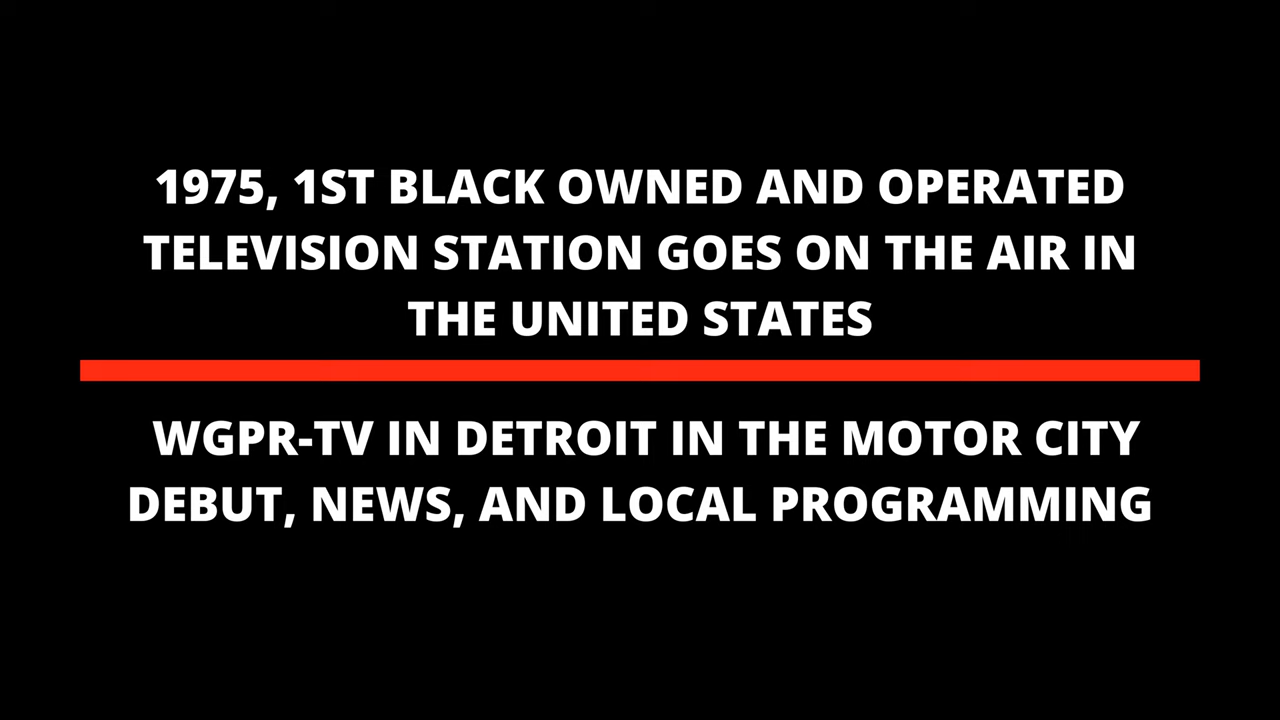 1975, 1ST BLACK OWNED AND OPERATED
TELEVISION STATION GOES ON THE AIR IN
THE UNITED STATES
WGPR-TV IN DETROIT IN THE MOTOR CITY
DEBUT, NEWS, AND LOCAL PROGRAMMING